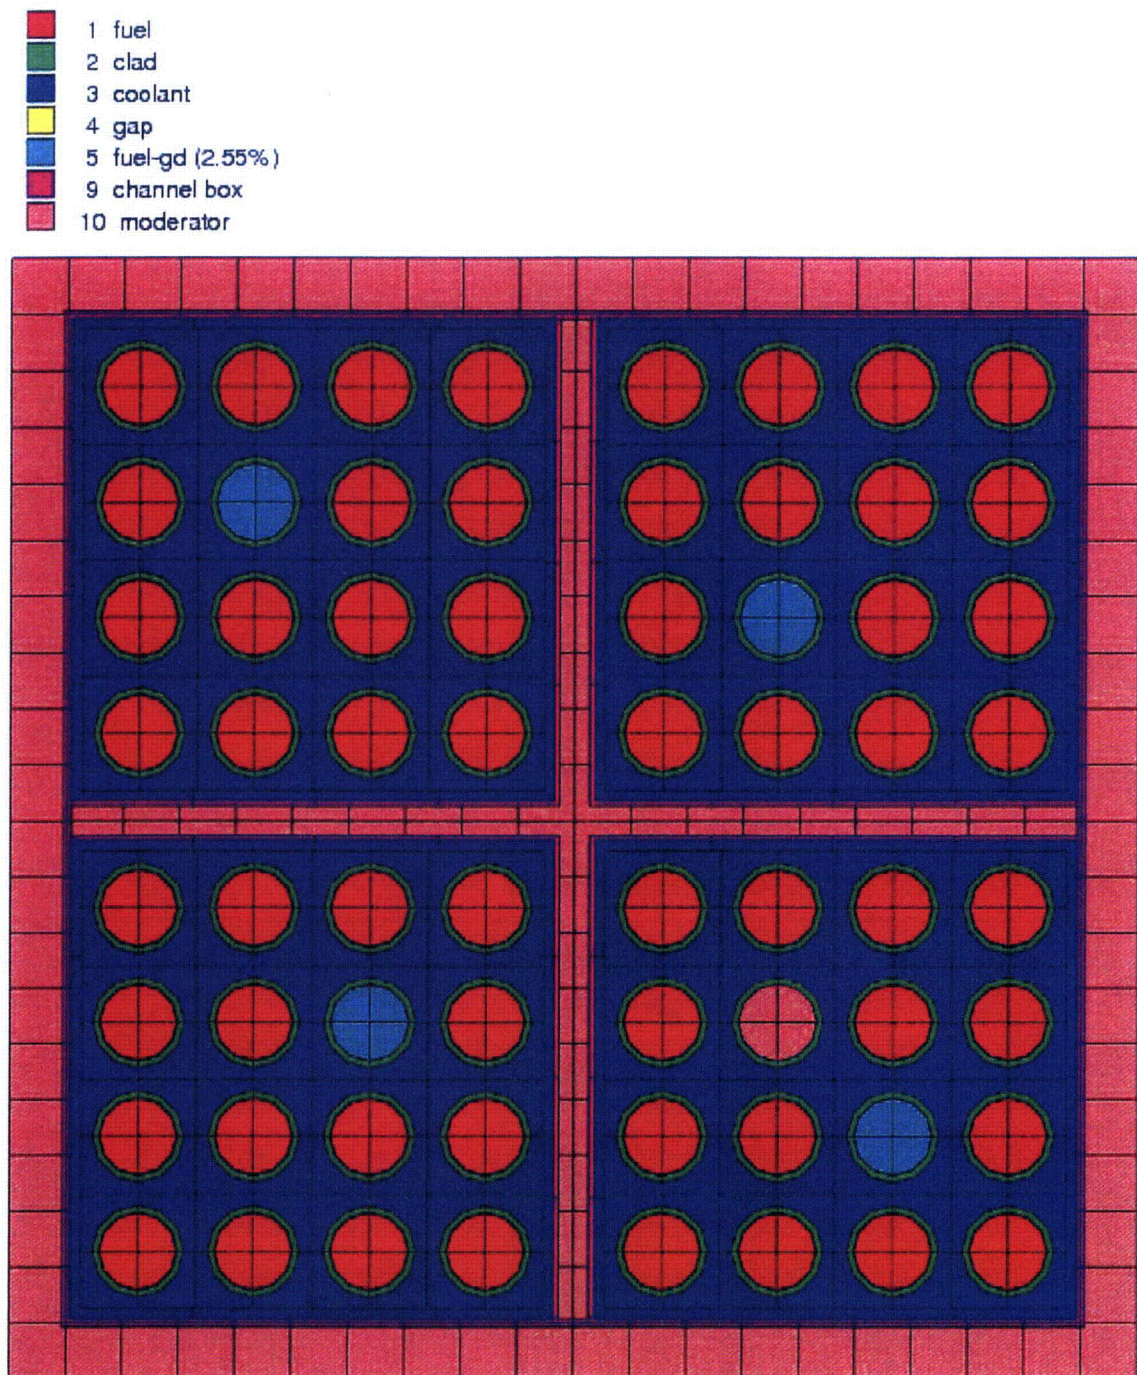 1 fuel
2 clad
3 coolant
4 gap
5 fuel-gd (2.55%)
9 channel box
10 moderator